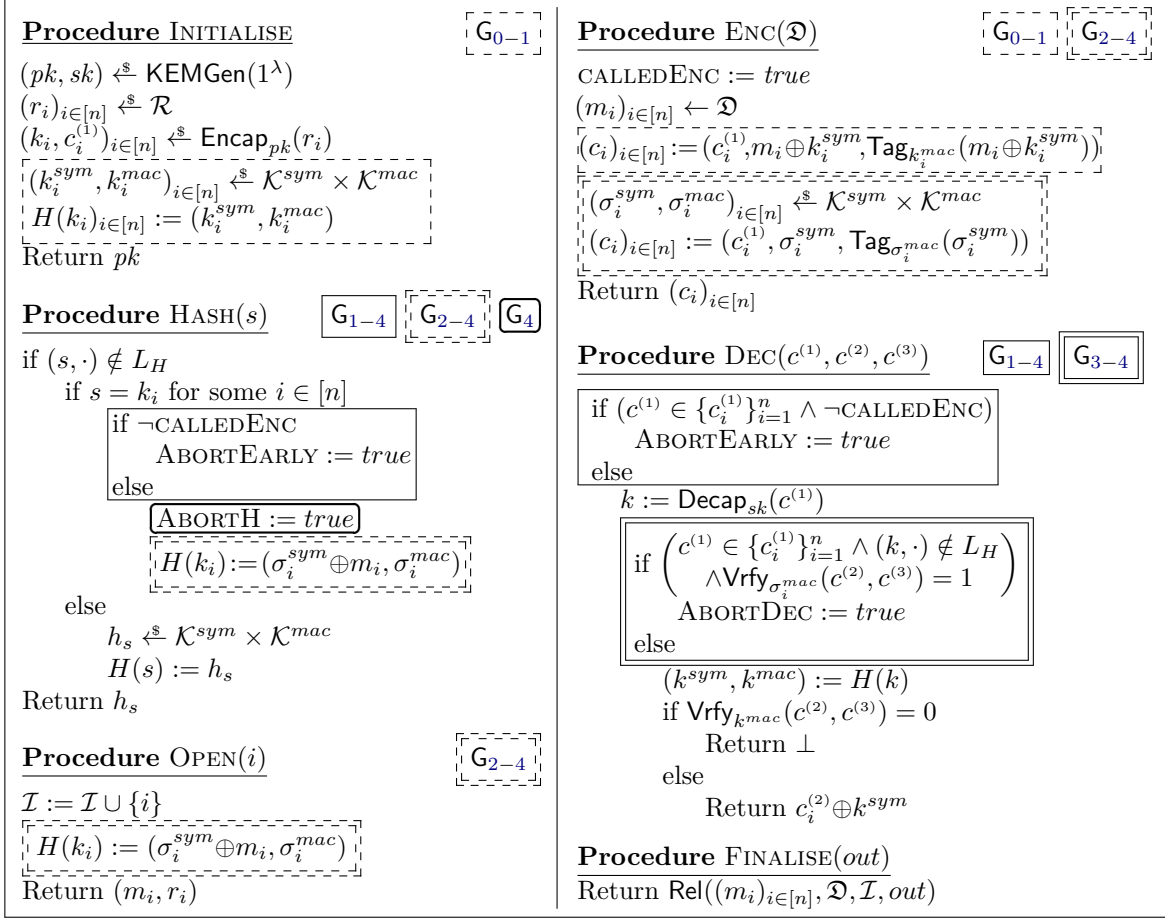 Procedure INITIALISE G₀₋₁
(pk, sk) ←$ KEMGen(1^λ)
(r_i)_{i∈[n]} ←$ ℛ
(k_i, c_i^{(1)})_{i∈[n]} ←$ Encap_{pk}(r_i)
(k_i^{sym}, k_i^{mac})_{i∈[n]} ←$ 𝒦^{sym} × 𝒦^{mac}
H(k_i)_{i∈[n]} := (k_i^{sym}, k_i^{mac})
Return pk
Procedure HASH(s) G₁₋₄ G₂₋₄ G₄
if (s, ·) ∉ L_H
if s = k_i for some i ∈ [n]
if ¬CALLEDENC
ABORTEARLY := true
else
ABORTH := true
H(k_i) := (σ_i^{sym} ⊕ m_i, σ_i^{mac})
else
h_s ←$ 𝒦^{sym} × 𝒦^{mac}
H(s) := h_s
Return h_s
Procedure OPEN(i) G₂₋₄
ℐ := ℐ ∪ {i}
H(k_i) := (σ_i^{sym} ⊕ m_i, σ_i^{mac})
Return (m_i, r_i)
Procedure ENC(𝔇) G₀₋₁ G₂₋₄
CALLEDENC := true
(m_i)_{i∈[n]} ← 𝔇
(c_i)_{i∈[n]} := (c_i^{(1)}, m_i ⊕ k_i^{sym}, Tag_{k_i^{mac}}(m_i ⊕ k_i^{sym}))
(σ_i^{sym}, σ_i^{mac})_{i∈[n]} ←$ 𝒦^{sym} × 𝒦^{mac}
(c_i)_{i∈[n]} := (c_i^{(1)}, σ_i^{sym}, Tag_{σ_i^{mac}}(σ_i^{sym}))
Return (c_i)_{i∈[n]}
Procedure DEC(c^{(1)}, c^{(2)}, c^{(3)}) G₁₋₄ G₃₋₄
if (c^{(1)} ∈ {c_i^{(1)}}_{i=1}^n ∧ ¬CALLEDENC)
ABORTEARLY := true
else
k := Decap_{sk}(c^{(1)})
if (c^{(1)} ∈ {c_i^{(1)}}_{i=1}^n ∧ (k, ·) ∉ L_H
∧Vrfy_{σ_i^{mac}}(c^{(2)}, c^{(3)}) = 1)
ABORTDEC := true
else
(k^{sym}, k^{mac}) := H(k)
if Vrfy_{k^{mac}}(c^{(2)}, c^{(3)}) = 0
Return ⊥
else
Return c_i^{(2)} ⊕ k^{sym}
Procedure FINALISE(out)
Return Rel((m_i)_{i∈[n]}, 𝔇, ℐ, out)